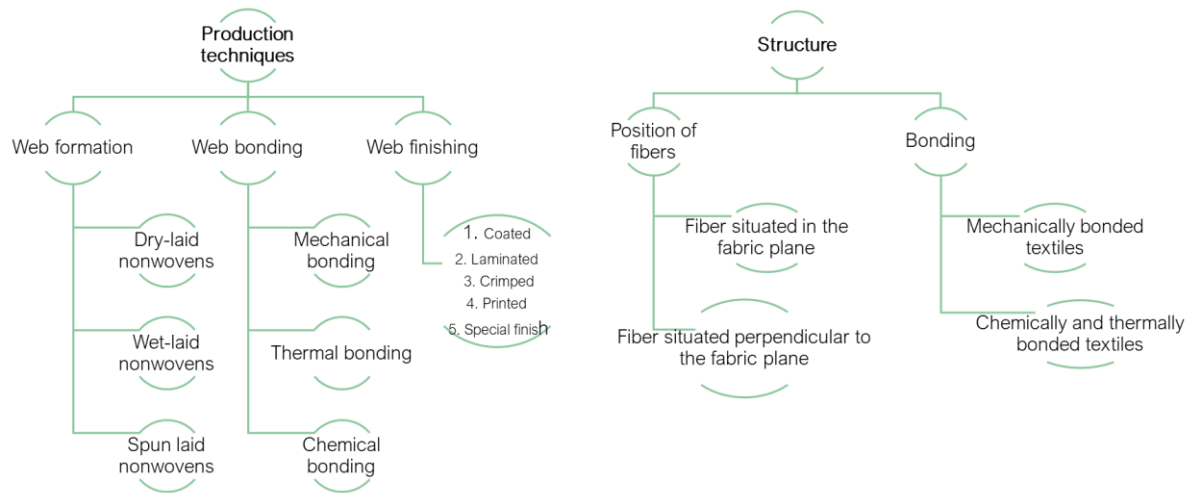 Production
techniques
Web formation
Web bonding
Web finishing
Dry-laid
nonwovens
Wet-laid
nonwovens
Spun laid
nonwovens
Mechanical
bonding
Thermal bonding
Chemical
bonding
1. Coated
2. Laminated
3. Crimped
4. Printed
5. Special finish
Structure
Position of
fibers
Bonding
Fiber situated in the
fabric plane
Fiber situated perpendicular to
the fabric plane
Mechanically bonded
textiles
Chemically and thermally
bonded textiles